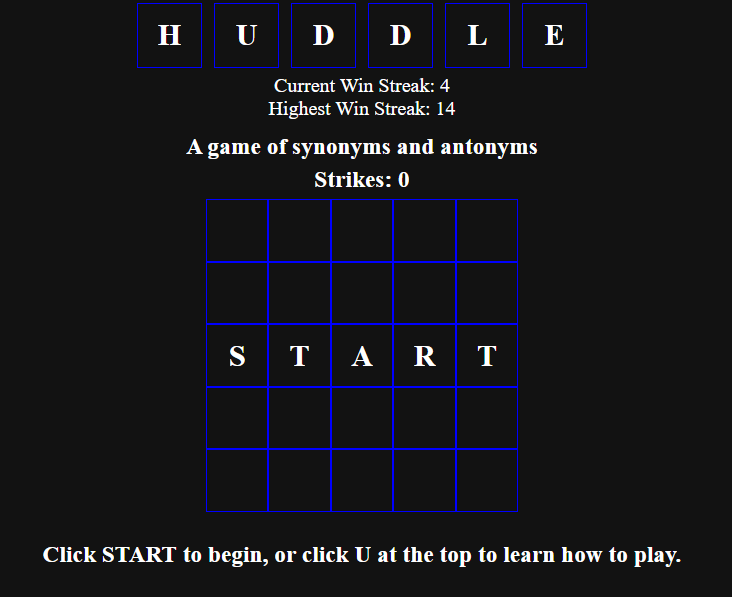 H U D D L E
Current Win Streak: 4
Highest Win Streak: 14
A game of synonyms and antonyms
Strikes: 0
S T A R T
Click START to begin, or click U at the top to learn how to play.